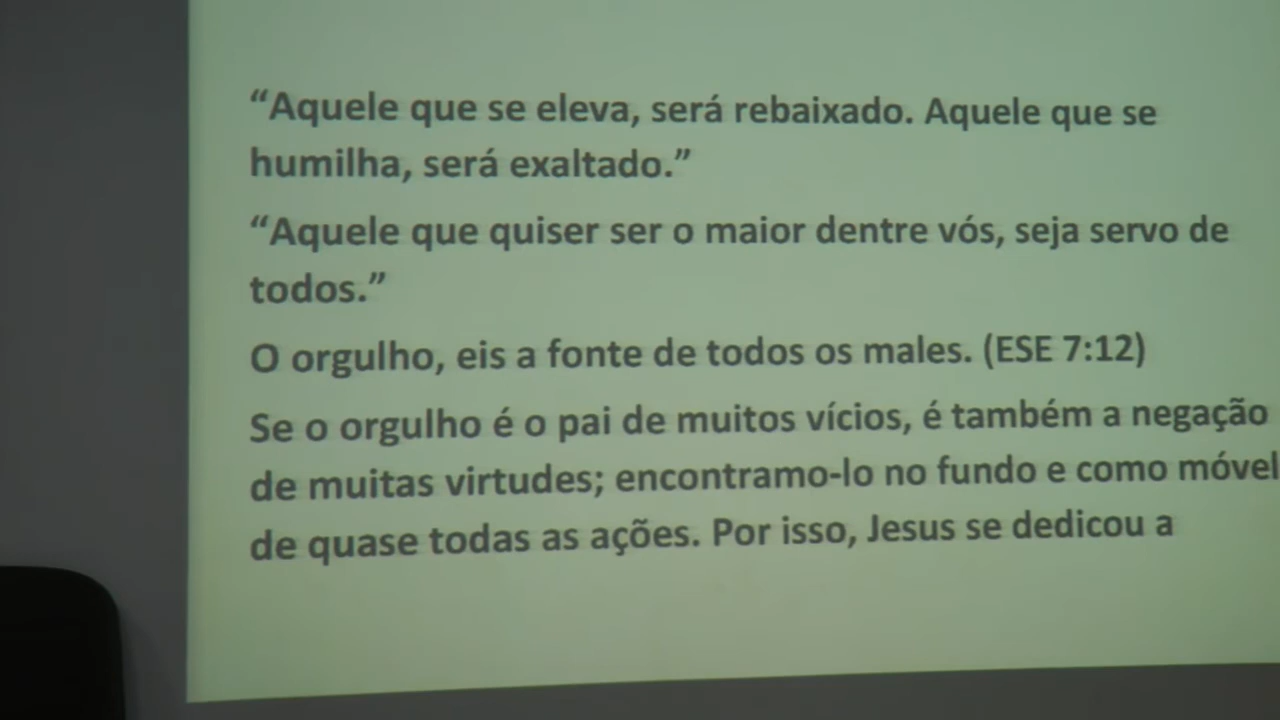 “Aquele que se eleva, será rebaixado. Aquele que se
humilha, será exaltado.”
“Aquele que quiser ser o maior dentre vós, seja servo de
todos.”
O orgulho, eis a fonte de todos os males. (ESE 7:12)
Se o orgulho é o pai de muitos vícios, é também a negação
de muitas virtudes; encontramo-lo no fundo e como móvel
de quase todas as ações. Por isso, Jesus se dedicou a